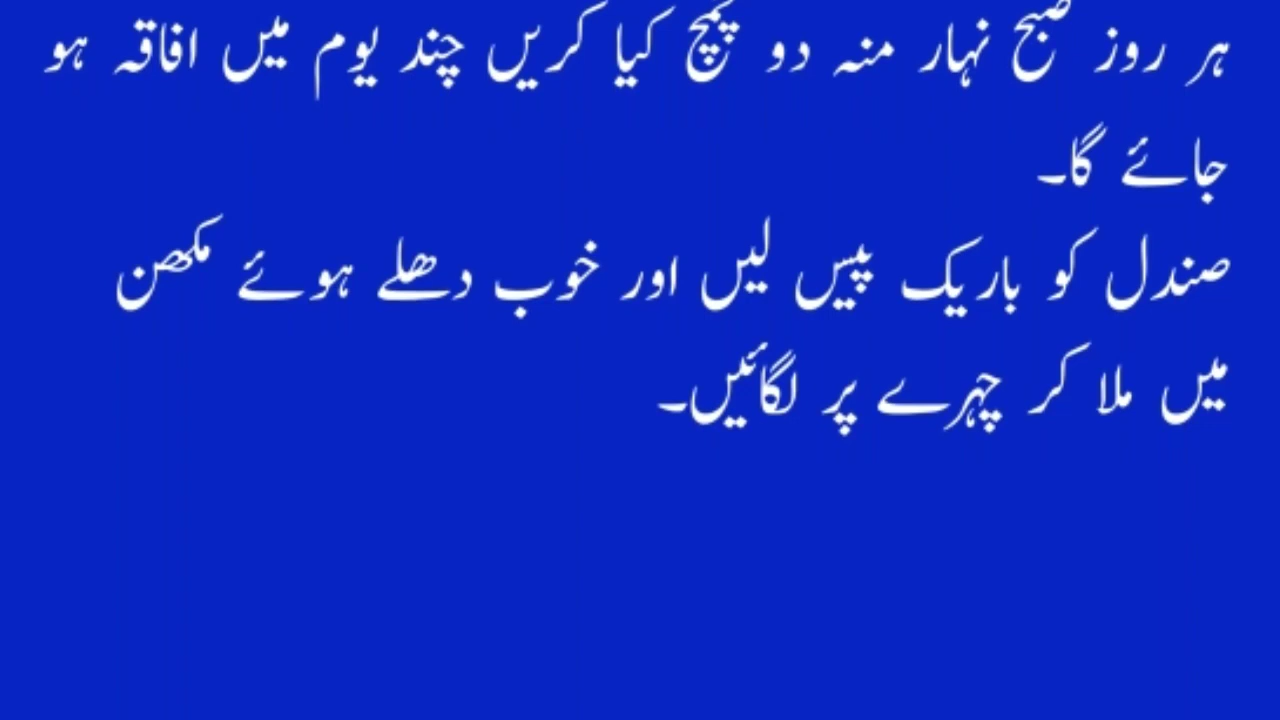 ہر روز صبح نہار منہ دو چمچ کیا کریں چند یوم میں افاقہ ہو
جائے گا۔
صندل کو باریک پیس لیں اور خوب دھلے ہوئے مکھن
میں ملا کر چہرے پر لگائیں۔